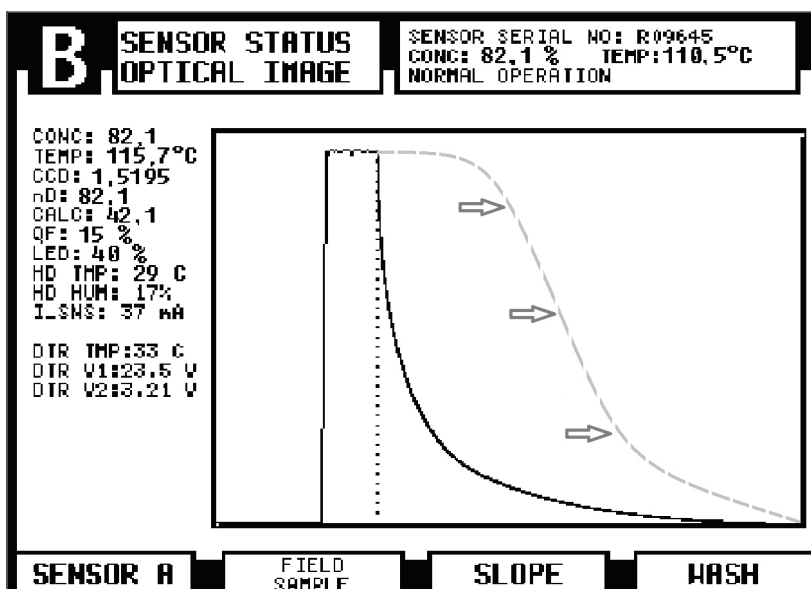 B
SENSOR STATUS
OPTICAL IMAGE
SENSOR SERIAL NO: R09645
CONC: 82,1 % TEMP:110,5°C
NORMAL OPERATION
CONC: 82,1
TEMP: 115,7°C
CCD: 1,5195
nD: 82,1
CALC: 42,1
QF: 15 %
LED: 40 %
HD TMP: 29 C
HD HUM: 17%
I_SNS: 37 mA
DTR TMP:33 C
DTR V1:23.5 V
DTR V2:3.21 V
SENSOR A
FIELD
SAMPLE
SLOPE
WASH